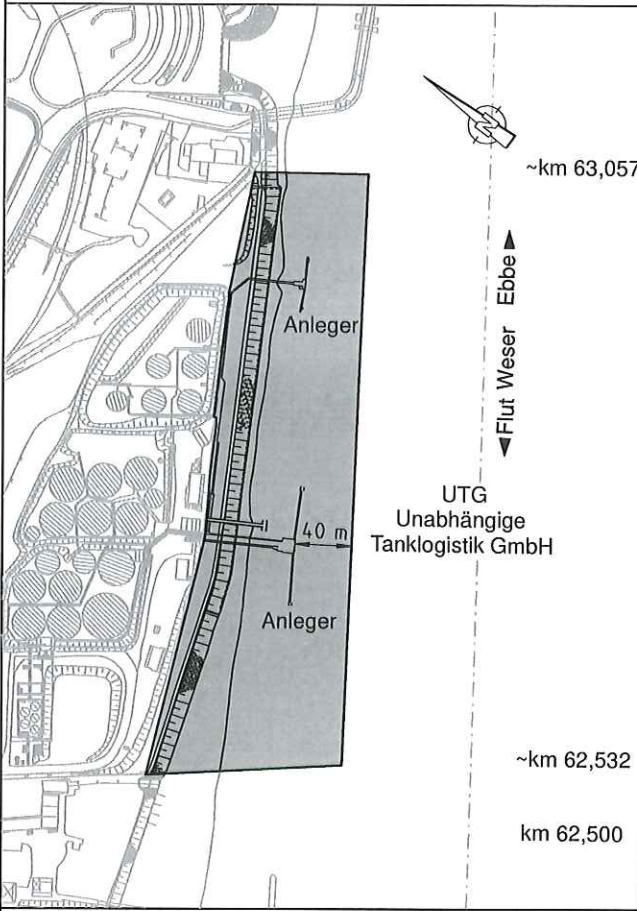 N
~km 63,057
Anleger
Flut Weser Ebbe
UTG
Unabhängige
Tanklogistik GmbH
40 m
Anleger
~km 62,532
km 62,500